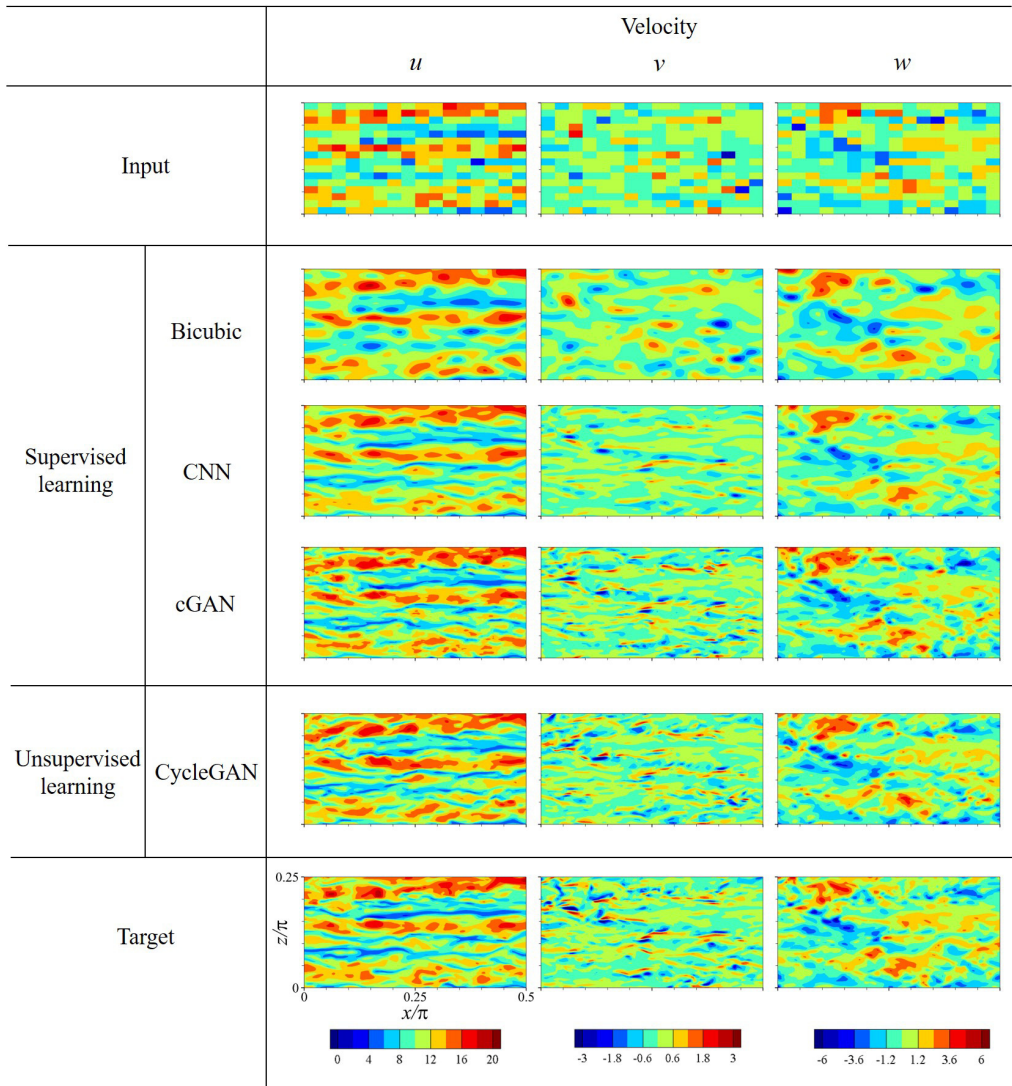 Velocity
u v w
Input
Bicubic
Supervised
learning
CNN
cGAN
Unsupervised
learning
CycleGAN
Target
0.25
z/π
0
0 0.25 0.5
x/π
0 4 8 12 16 20
-3 -1.8 -0.6 0.6 1.8 3
-6 -3.6 -1.2 1.2 3.6 6